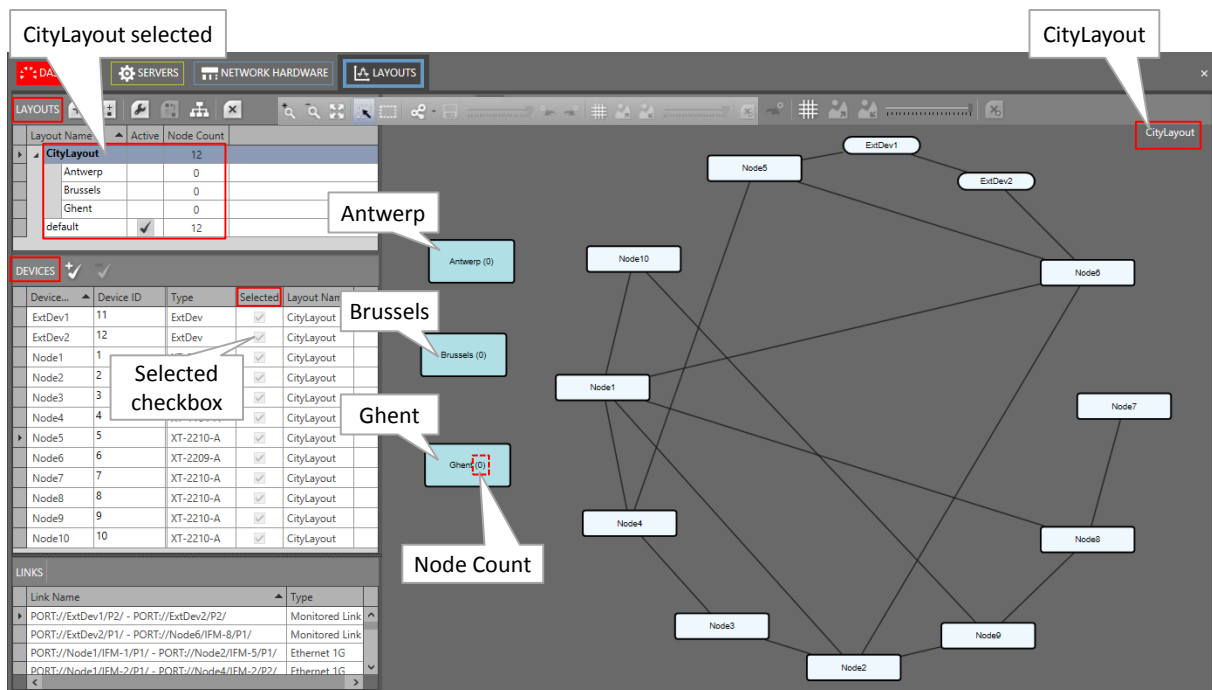 CityLayout selected
CityLayout
DAS
SERVERS
NETWORK HARDWARE
LAYOUTS
×
LAYOUTS
CityLayout
Layout Name Active Node Count
CityLayout 12
Antwerp 0
Brussels 0
Ghent 0
default 12
Antwerp
Brussels
Ghent
Node Count
Antwerp (0)
Brussels (0)
Ghent (0)
DEVICES
Device... Device ID Type Selected Layout Nam
ExtDev1 11 ExtDev CityLayout
ExtDev2 12 ExtDev CityLayout
Node1 1 CityLayout
Node2 2 CityLayout
Node3 3 CityLayout
Node4 4 CityLayout
Node5 5 XT-2210-A CityLayout
Node6 6 XT-2209-A CityLayout
Node7 7 XT-2210-A CityLayout
Node8 8 XT-2210-A CityLayout
Node9 9 XT-2210-A CityLayout
Node10 10 XT-2210-A CityLayout
Selected
checkbox
LINKS
Link Name Type
PORT://ExtDev1/P2/ - PORT://ExtDev2/P2/ Monitored Link
PORT://ExtDev2/P1/ - PORT://Node6/IFM-8/P1/ Monitored Link
PORT://Node1/IFM-1/P1/ - PORT://Node2/IFM-5/P1/ Ethernet 1G
PORT://Node1/IFM-2/P1/ - PORT://Node4/IFM-2/P2/ Ethernet 1G
ExtDev1
Node5
ExtDev2
Node10
Node6
Node1
Node7
Node4
Node8
Node3
Node9
Node2